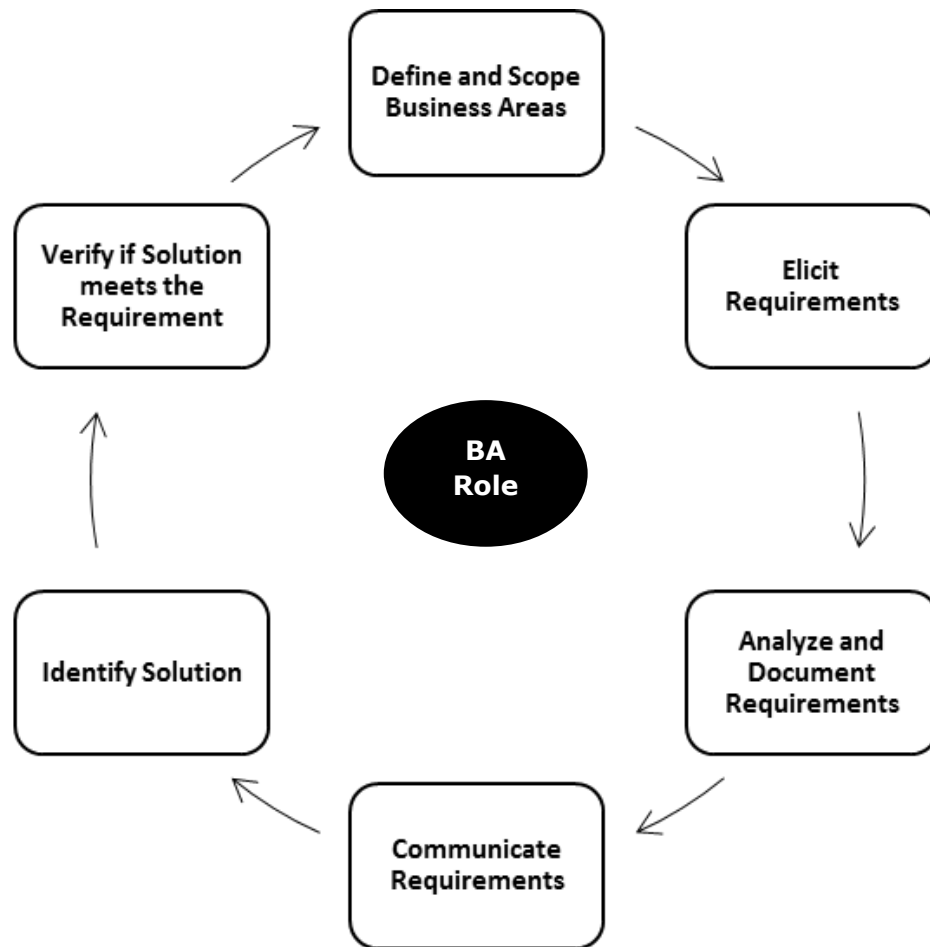 Define and Scope
Business Areas
Elicit
Requirements
Analyze and
Document
Requirements
Communicate
Requirements
Identify Solution
Verify if Solution
meets the
Requirement
BA
Role